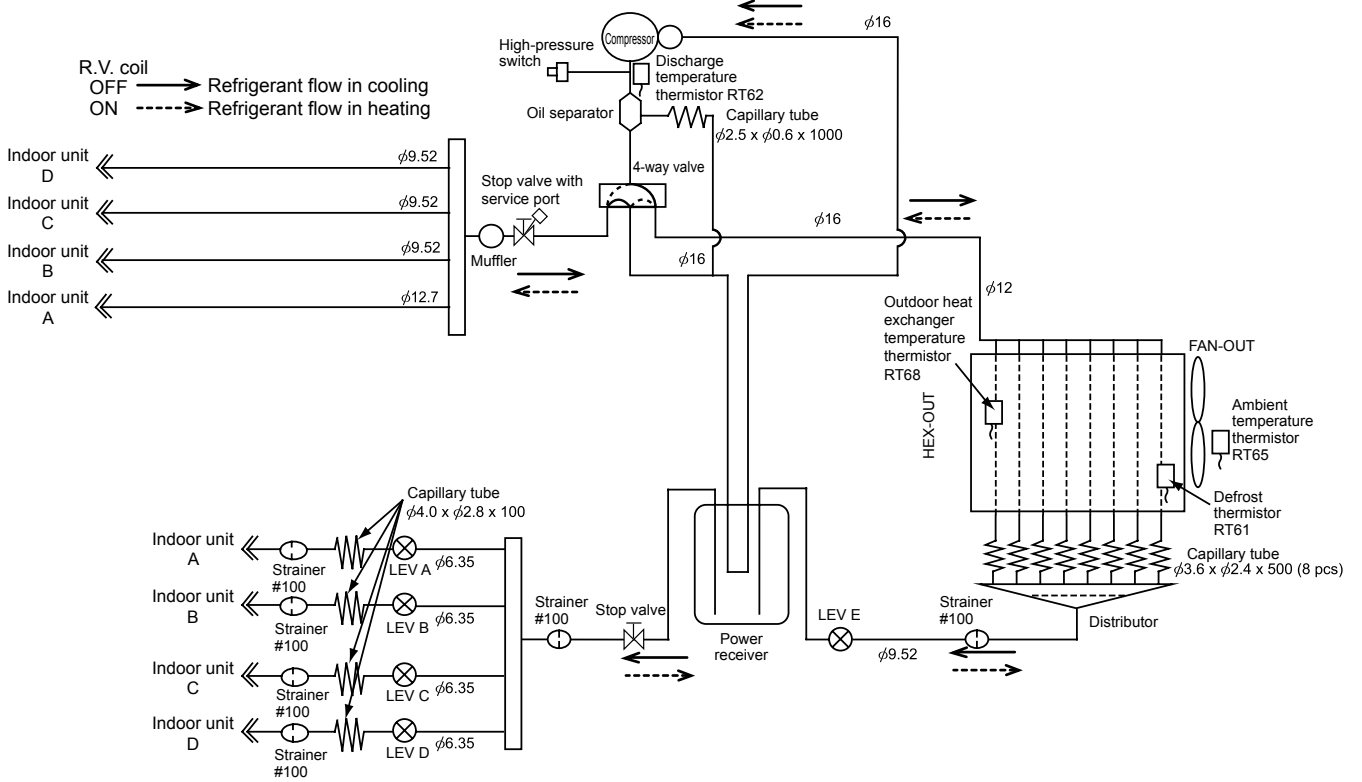 R.V. coil
OFF Refrigerant flow in cooling
ON Refrigerant flow in heating
Compressor
High-pressure
switch
Discharge
temperature
thermistor RT62
Oil separator
Capillary tube
ϕ2.5 x ϕ0.6 x 1000
4-way valve
ϕ16
ϕ16
ϕ16
ϕ12
Indoor unit
D
ϕ9.52
Indoor unit
C
ϕ9.52
Indoor unit
B
ϕ9.52
Indoor unit
A
ϕ12.7
Stop valve with
service port
Muffler
Outdoor heat
exchanger
temperature
thermistor
RT68
HEX-OUT
FAN-OUT
Ambient
temperature
thermistor
RT65
Defrost
thermistor
RT61
Capillary tube
ϕ3.6 x ϕ2.4 x 500 (8 pcs)
Distributor
Strainer
#100
ϕ9.52
LEV E
Power
receiver
Stop valve
Strainer
#100
Capillary tube
ϕ4.0 x ϕ2.8 x 100
Indoor unit
A
Strainer
#100
LEV A
ϕ6.35
Indoor unit
B
Strainer
#100
LEV B
ϕ6.35
Indoor unit
C
Strainer
#100
LEV C
ϕ6.35
Indoor unit
D
Strainer
#100
LEV D
ϕ6.35